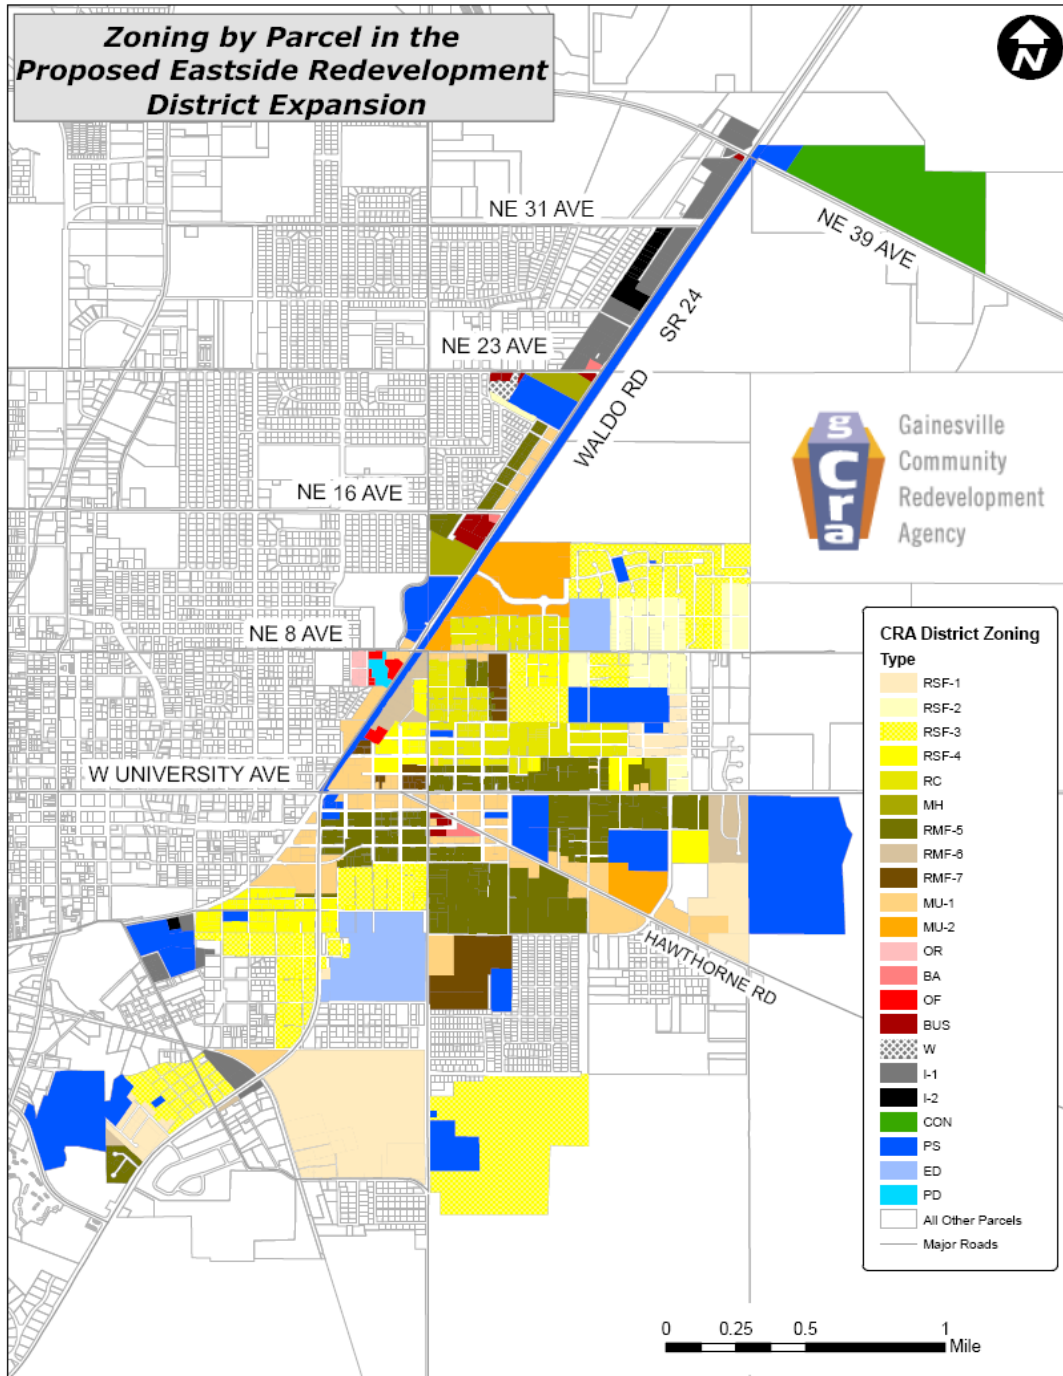 Zoning by Parcel in the
Proposed Eastside Redevelopment
District Expansion
N
NE 31 AVE
NE 39 AVE
SR 24
NE 23 AVE
WALDO RD
NE 16 AVE
g
cra
Gainesville
Community
Redevelopment
Agency
NE 8 AVE
W UNIVERSITY AVE
HAWTHORNE RD
CRA District Zoning
Type
RSF-1
RSF-2
RSF-3
RSF-4
RC
MH
RMF-5
RMF-6
RMF-7
MU-1
MU-2
OR
BA
OF
BUS
W
I-1
I-2
CON
PS
ED
PD
All Other Parcels
Major Roads
0 0.25 0.5 1
Mile